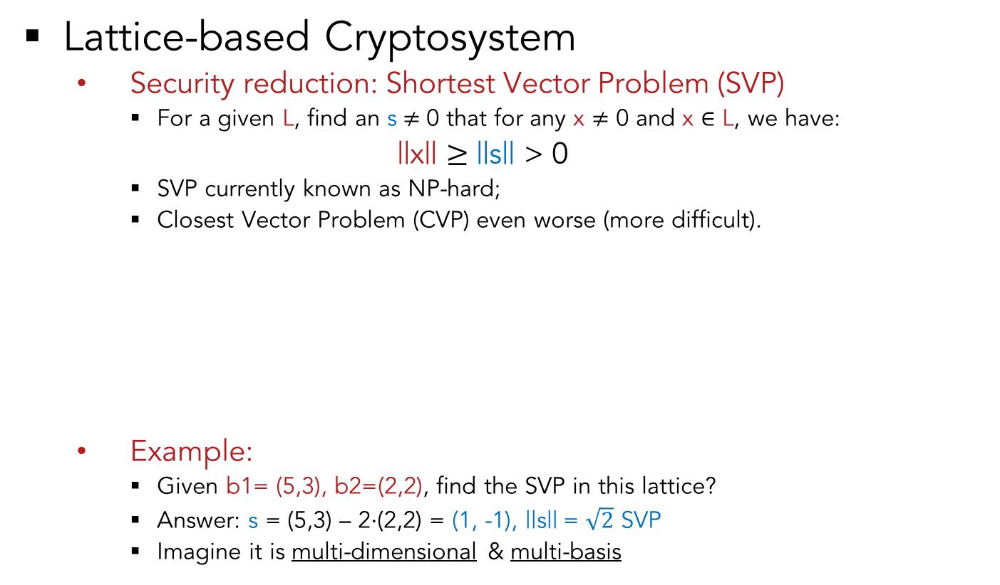 ▪ Lattice-based Cryptosystem
• Security reduction: Shortest Vector Problem (SVP)
▪ For a given L, find an s ≠ 0 that for any x ≠ 0 and x ∈ L, we have:
||x|| ≥ ||s|| > 0
▪ SVP currently known as NP-hard;
▪ Closest Vector Problem (CVP) even worse (more difficult).
• Example:
▪ Given b1= (5,3), b2=(2,2), find the SVP in this lattice?
▪ Answer: s = (5,3) – 2·(2,2) = (1, -1), ||s|| = √2 SVP
▪ Imagine it is multi-dimensional & multi-basis